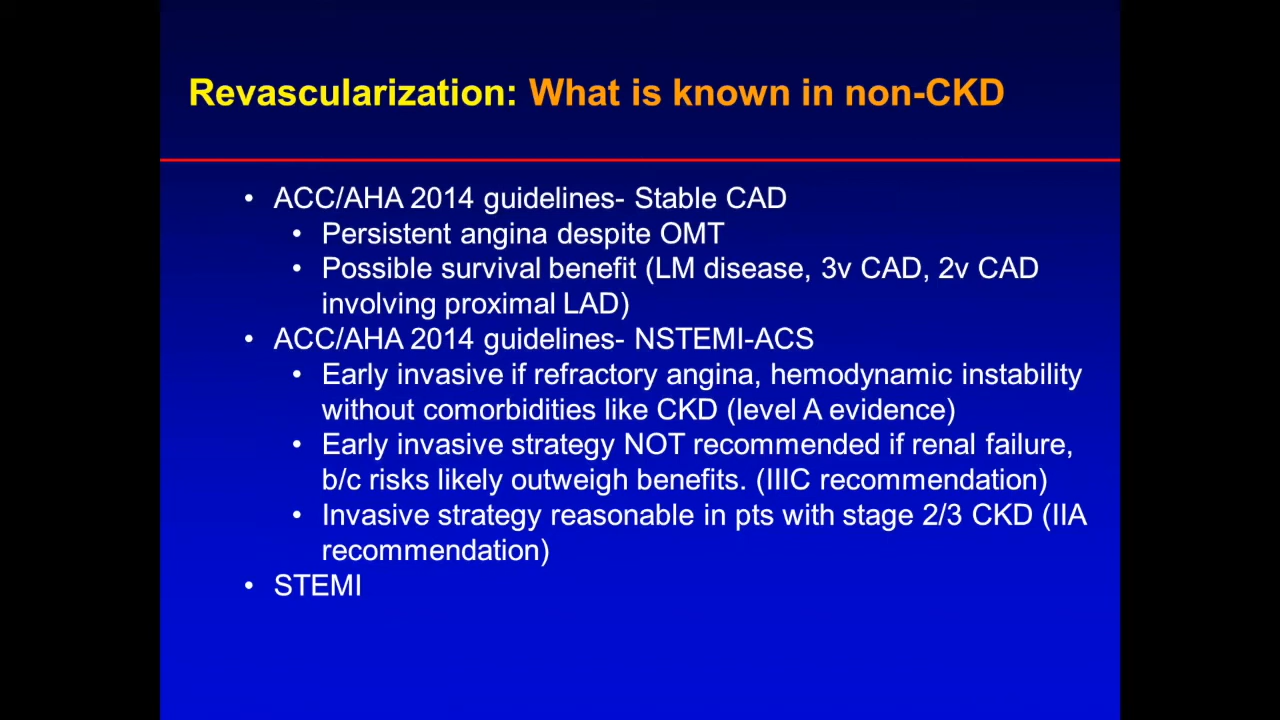 Revascularization: What is known in non-CKD
• ACC/AHA 2014 guidelines- Stable CAD
• Persistent angina despite OMT
• Possible survival benefit (LM disease, 3v CAD, 2v CAD
involving proximal LAD)
• ACC/AHA 2014 guidelines- NSTEMI-ACS
• Early invasive if refractory angina, hemodynamic instability
without comorbidities like CKD (level A evidence)
• Early invasive strategy NOT recommended if renal failure,
b/c risks likely outweigh benefits. (IIIC recommendation)
• Invasive strategy reasonable in pts with stage 2/3 CKD (IIA
recommendation)
• STEMI